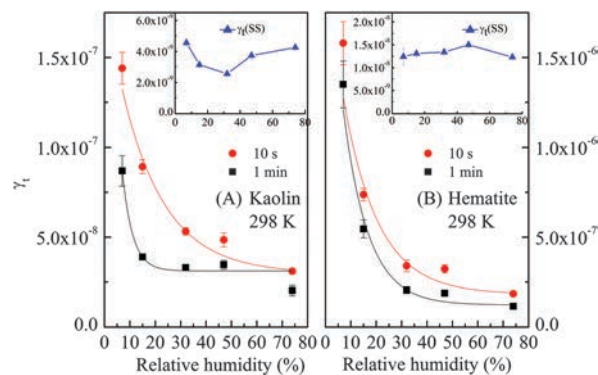 1.5x10⁻⁷
1.0x10⁻⁷
5.0x10⁻⁸
0.0
γₜ
6.0x10⁻⁹
4.0x10⁻⁹
2.0x10⁻⁹
0.0
0 20 40 60 80
γₜ(SS)
10 s
1 min
(A) Kaolin
298 K
0 10 20 30 40 50 60 70 80
Relative humidity (%)
2.0x10⁻⁸
1.5x10⁻⁸
1.0x10⁻⁸
5.0x10⁻⁹
0.0
0 20 40 60 80
γₜ(SS)
10 s
1 min
(B) Hematite
298 K
0 10 20 30 40 50 60 70 80
Relative humidity (%)
1.5x10⁻⁶
1.0x10⁻⁶
5.0x10⁻⁷
0.0